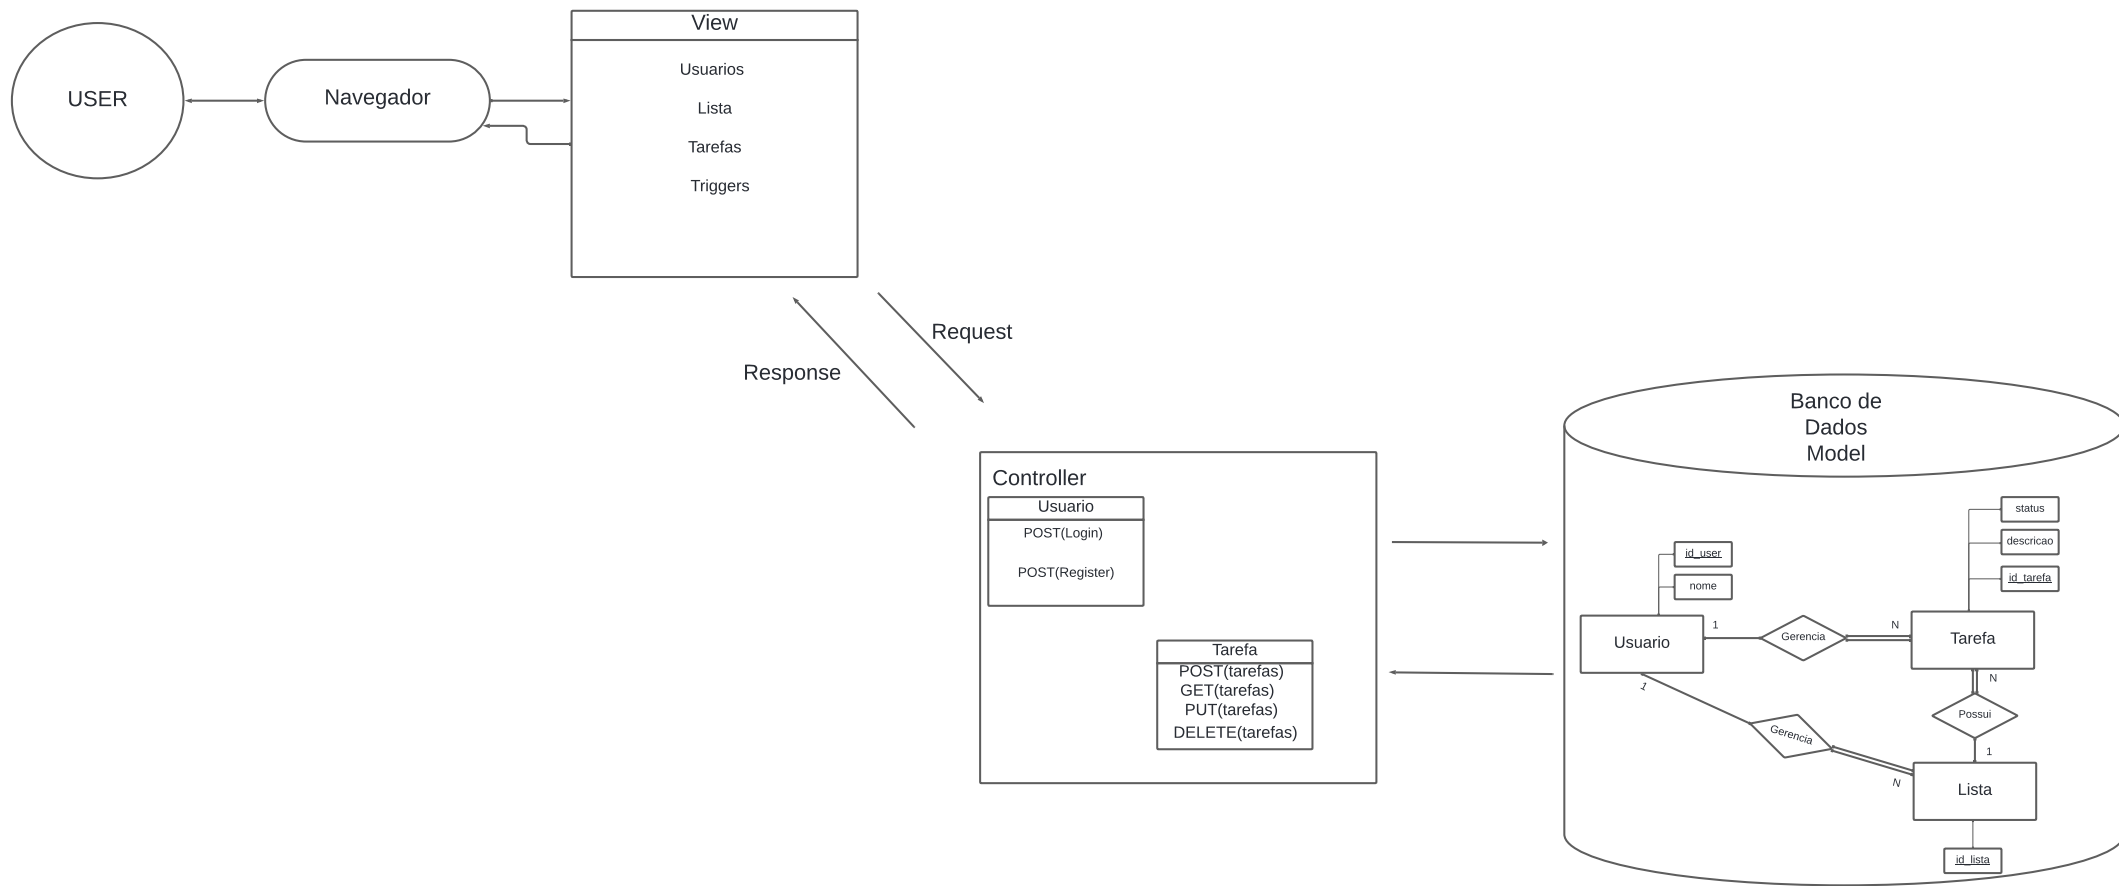 USER
Navegador
View
Usuarios
Lista
Tarefas
Triggers
Request
Response
Controller
Usuario
POST(Login)
POST(Register)
Tarefa
POST(tarefas)
GET(tarefas)
PUT(tarefas)
DELETE(tarefas)
Banco de
Dados
Model
status
descricao
id_tarefa
id_user
nome
Usuario
1
Gerencia
N
Tarefa
N
Possui
1
1
Gerencia
N
Lista
id_lista